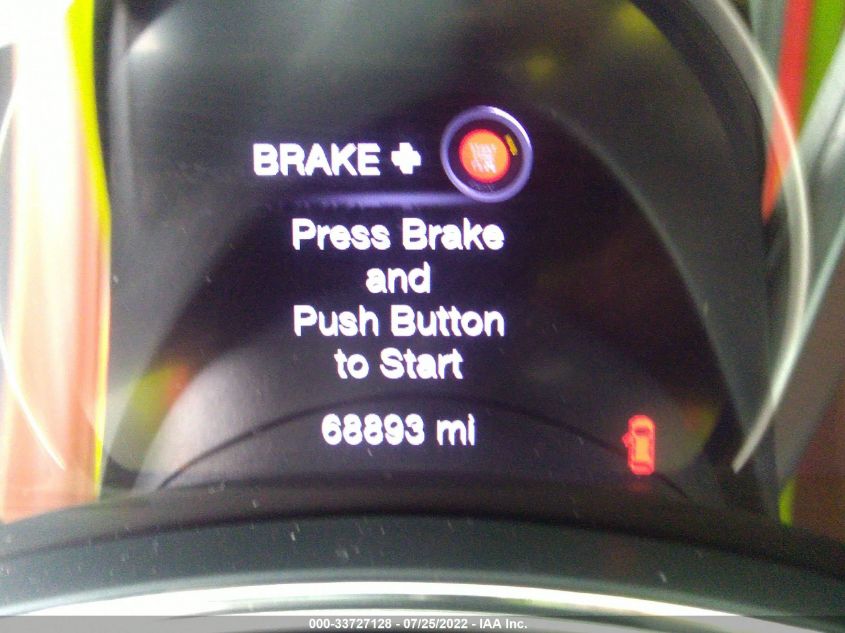 BRAKE +
Press Brake
and
Push Button
to Start
68893 mi
000-33727128 - 07/25/2022 - IAA Inc.